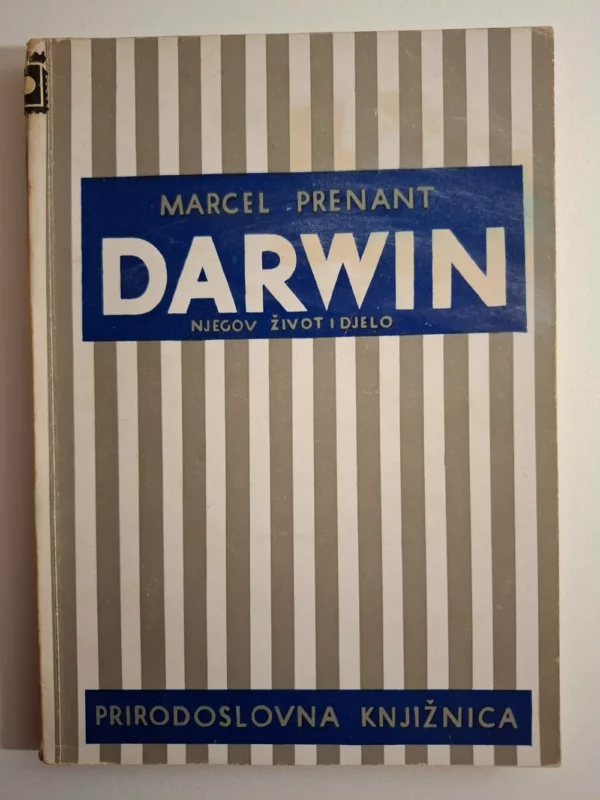 MARCEL PRENANT
DARWIN
NJEGOV ŽIVOT I DJELO
PRIRODOSLOVNA KNJIŽNICA